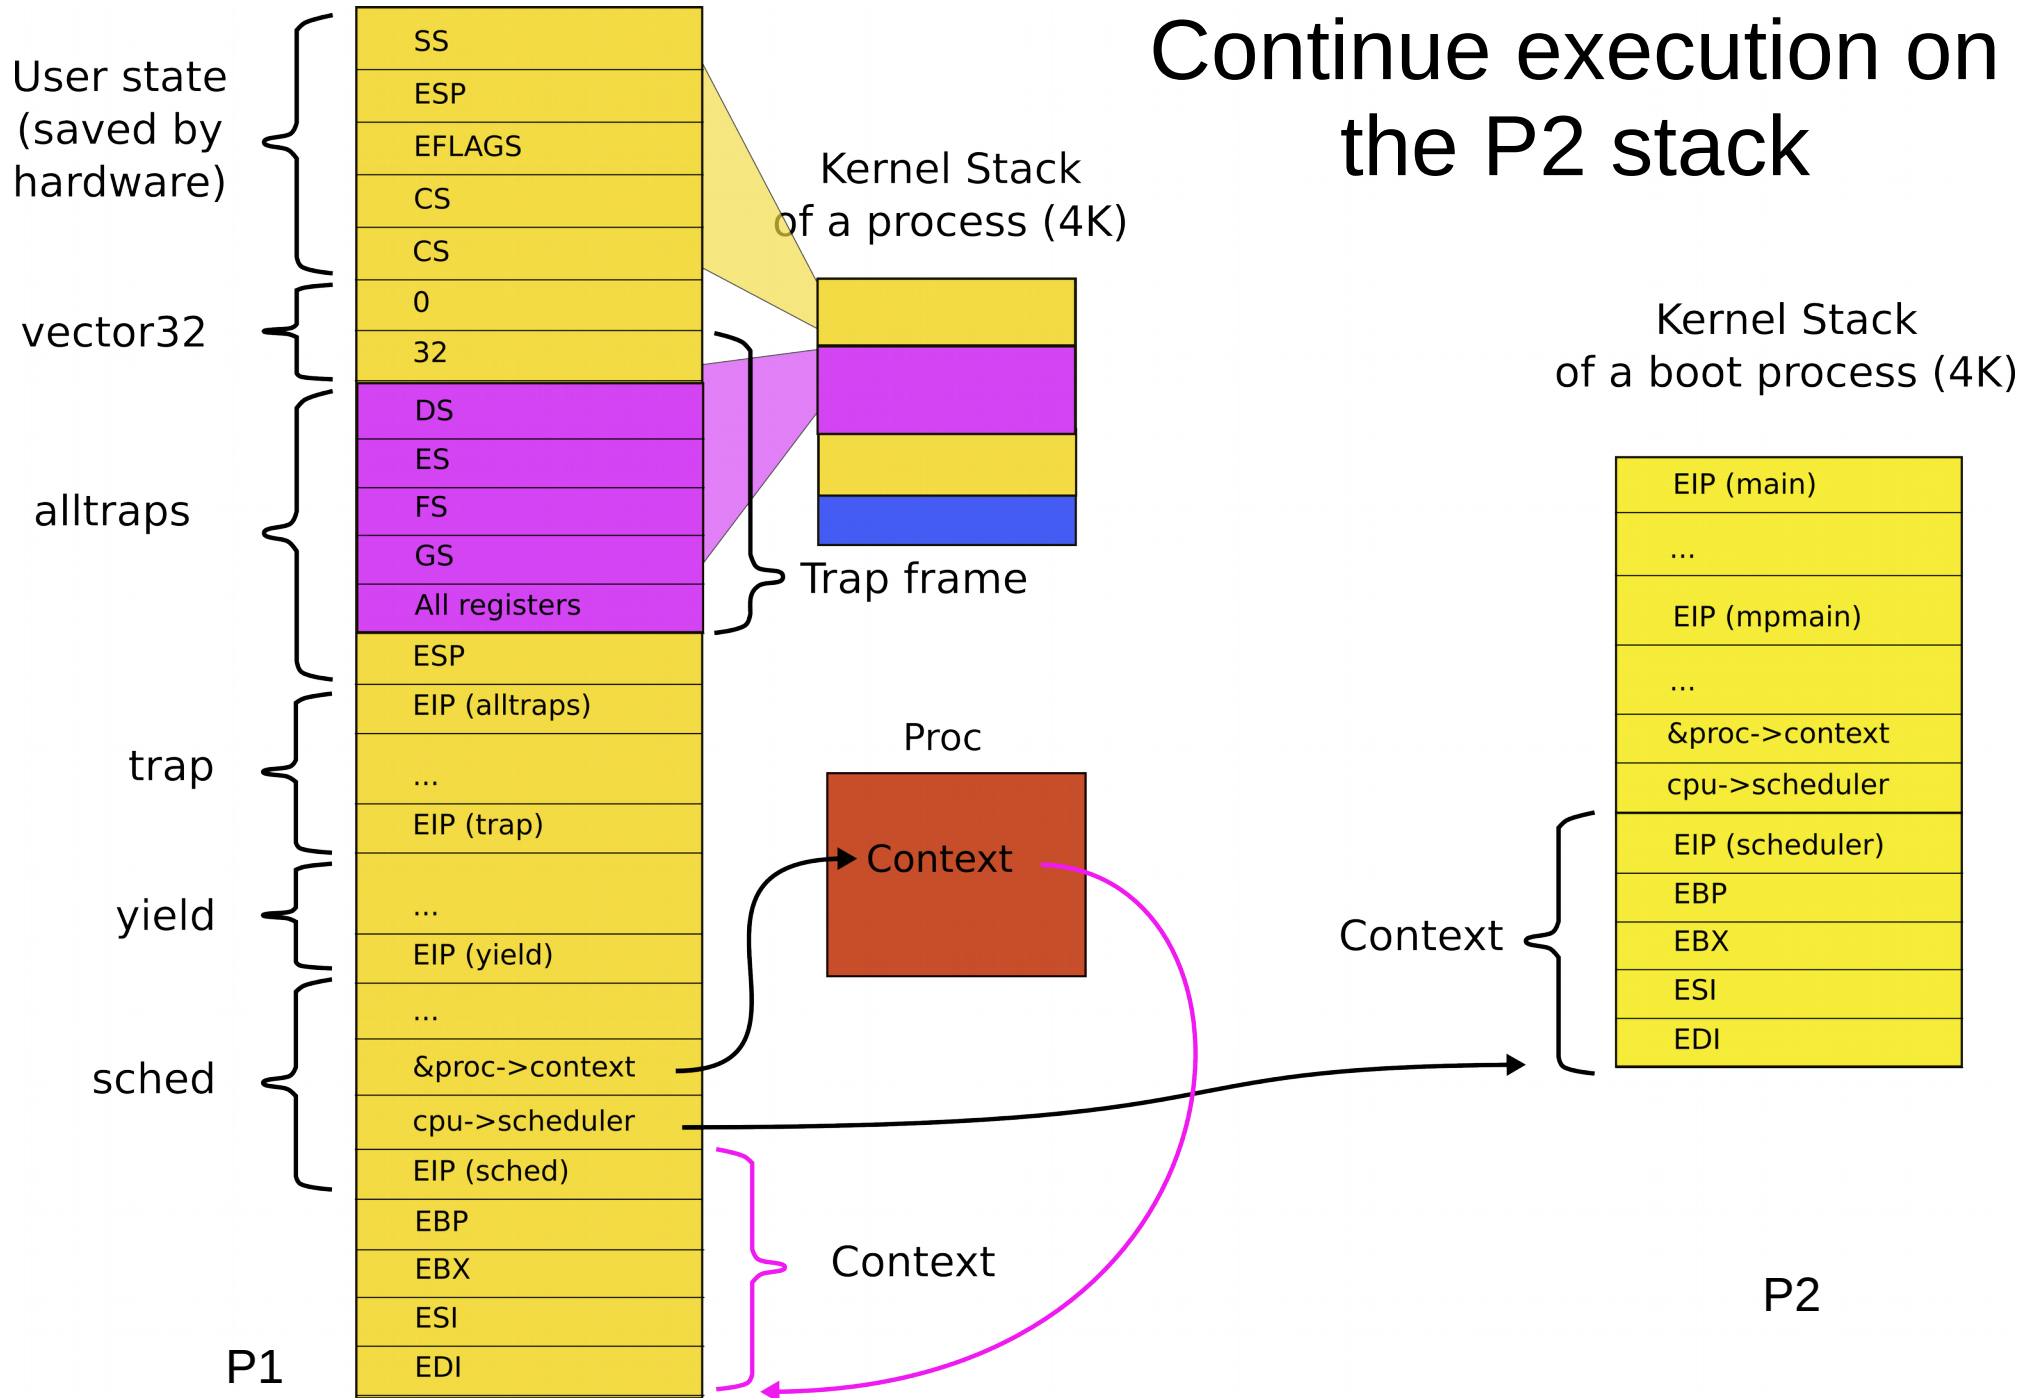 Continue execution on
the P2 stack
User state
(saved by
hardware)
vector32
alltraps
trap
yield
sched
P1
SS
ESP
EFLAGS
CS
CS
0
32
DS
ES
FS
GS
All registers
ESP
EIP (alltraps)
...
EIP (trap)
...
EIP (yield)
...
&proc->context
cpu->scheduler
EIP (sched)
EBP
EBX
ESI
EDI
Kernel Stack
of a process (4K)
Trap frame
Proc
Context
Context
Kernel Stack
of a boot process (4K)
EIP (main)
...
EIP (mpmain)
...
&proc->context
cpu->scheduler
EIP (scheduler)
EBP
EBX
ESI
EDI
Context
P2